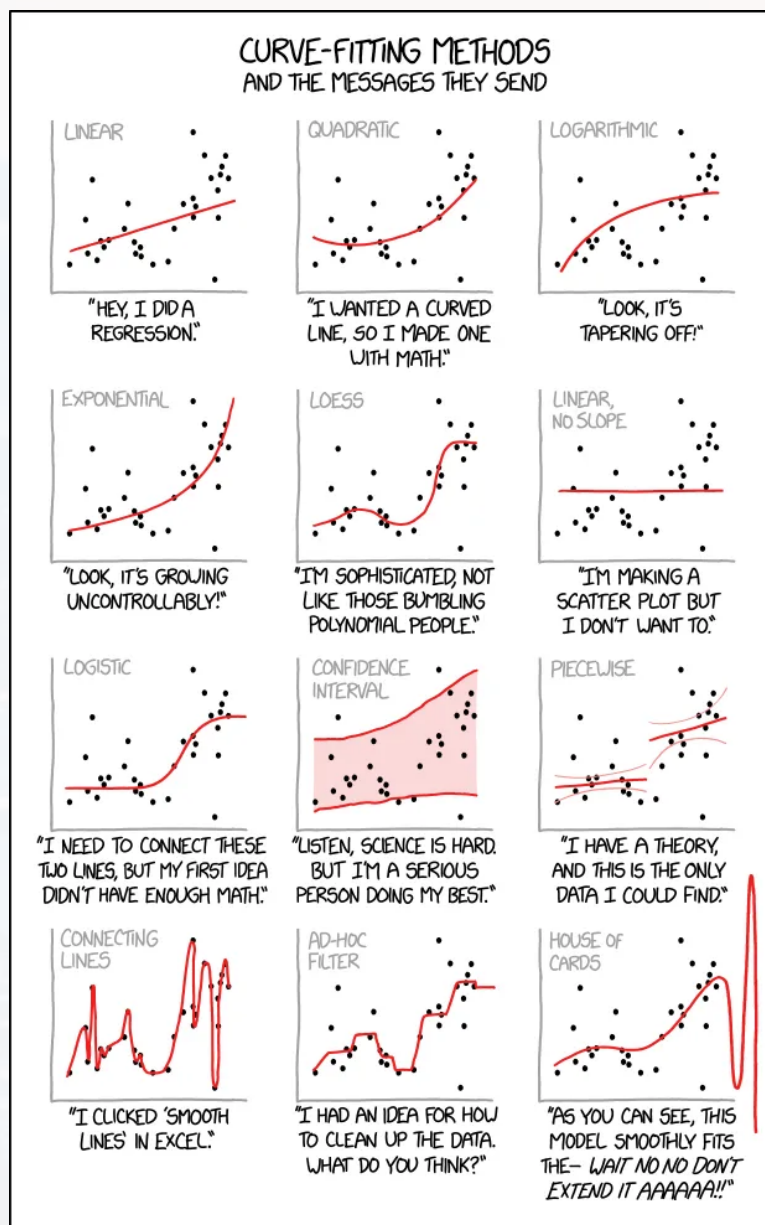 CURVE-FITTING METHODS
AND THE MESSAGES THEY SEND
LINEAR
"HEY, I DID A
REGRESSION."
QUADRATIC
"I WANTED A CURVED
LINE, SO I MADE ONE
WITH MATH."
LOGARITHMIC
"LOOK, IT'S
TAPERING OFF!"
EXPONENTIAL
"LOOK, IT'S GROWING
UNCONTROLLABLY!"
LOESS
"I'M SOPHISTICATED, NOT
LIKE THOSE BUMBLING
POLYNOMIAL PEOPLE."
LINEAR,
NO SLOPE
"I'M MAKING A
SCATTER PLOT BUT
I DON'T WANT TO."
LOGISTIC
"I NEED TO CONNECT THESE
TWO LINES, BUT MY FIRST IDEA
DIDN'T HAVE ENOUGH MATH."
CONFIDENCE
INTERVAL
"LISTEN, SCIENCE IS HARD.
BUT I'M A SERIOUS
PERSON DOING MY BEST."
PIECEWISE
"I HAVE A THEORY,
AND THIS IS THE ONLY
DATA I COULD FIND."
CONNECTING
LINES
"I CLICKED 'SMOOTH
LINES' IN EXCEL."
AD-HOC
FILTER
"I HAD AN IDEA FOR HOW
TO CLEAN UP THE DATA.
WHAT DO YOU THINK?"
HOUSE OF
CARDS
"AS YOU CAN SEE, THIS
MODEL SMOOTHLY FITS
THE- WAIT NO NO DON'T
EXTEND IT AAAAAA!!"